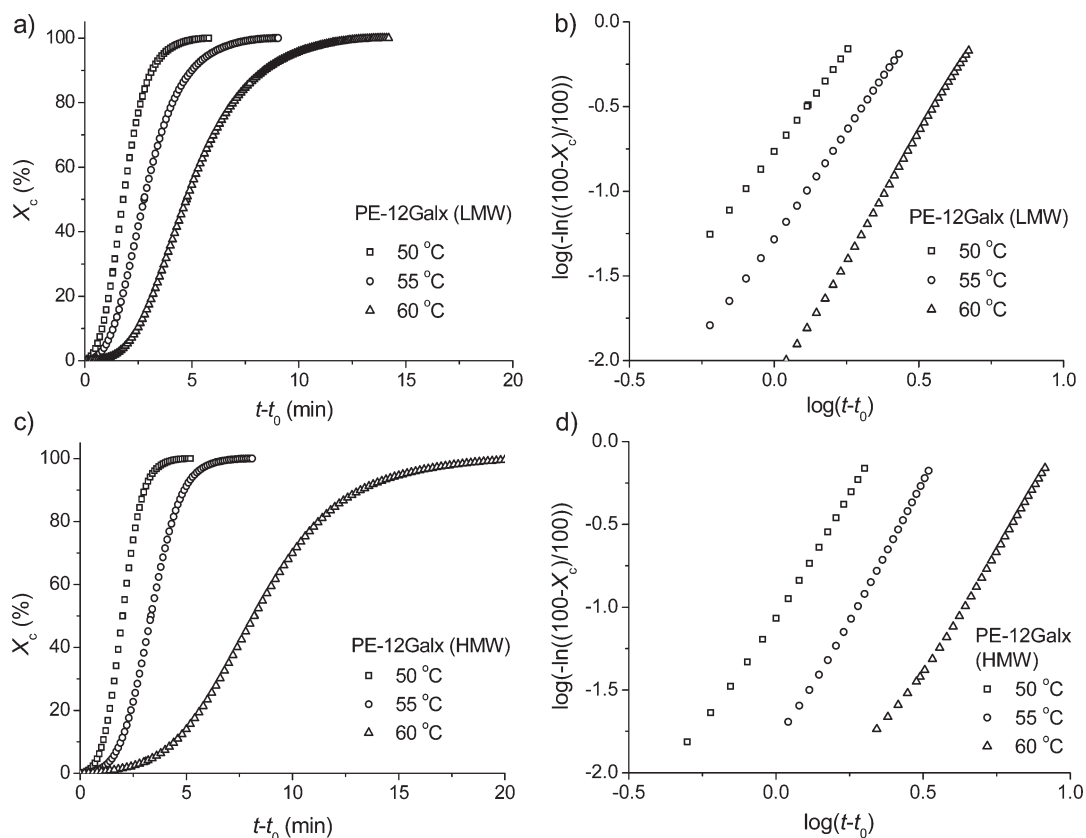 a)
100
80
60
40
20
0
X_c (%)
PE-12Galx (LMW)
50 °C
55 °C
60 °C
0 5 10 15 20
t-t_0 (min)
b)
-0.0
-0.5
-1.0
-1.5
-2.0
log(-ln((100-X_c)/100))
PE-12Galx (LMW)
50 °C
55 °C
60 °C
-0.5 0.0 0.5 1.0
log(t-t_0)
c)
100
80
60
40
20
0
X_c (%)
PE-12Galx (HMW)
50 °C
55 °C
60 °C
0 5 10 15 20
t-t_0 (min)
d)
-0.0
-0.5
-1.0
-1.5
-2.0
log(-ln((100-X_c)/100))
PE-12Galx
(HMW)
50 °C
55 °C
60 °C
-0.5 0.0 0.5 1.0
log(t-t_0)